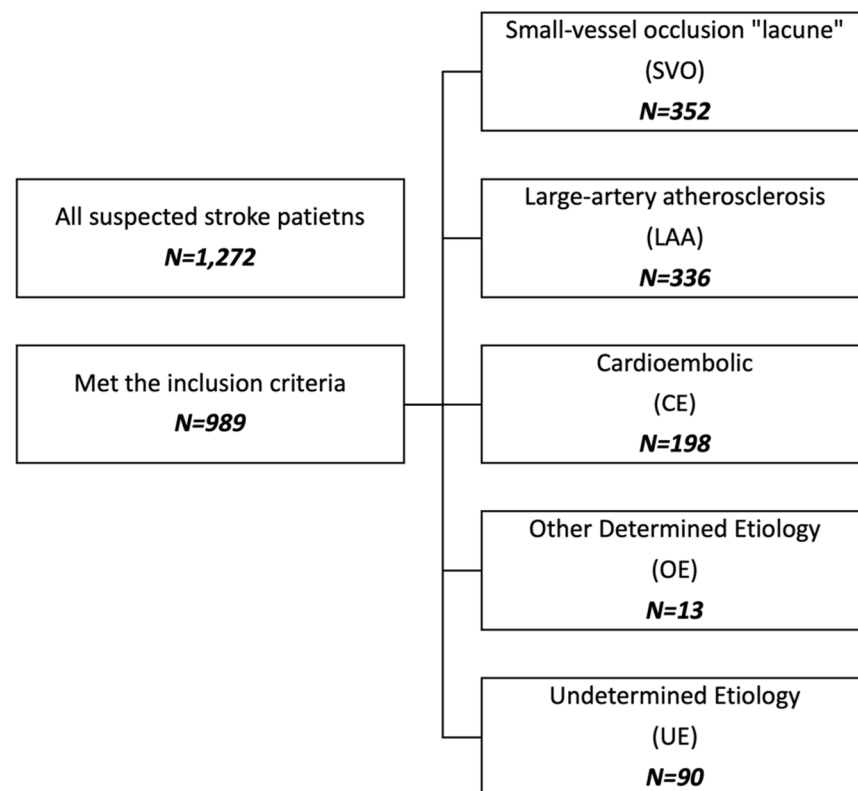 All suspected stroke patietns
N=1,272
Met the inclusion criteria
N=989
Small-vessel occlusion "lacune"
(SVO)
N=352
Large-artery atherosclerosis
(LAA)
N=336
Cardioembolic
(CE)
N=198
Other Determined Etiology
(OE)
N=13
Undetermined Etiology
(UE)
N=90